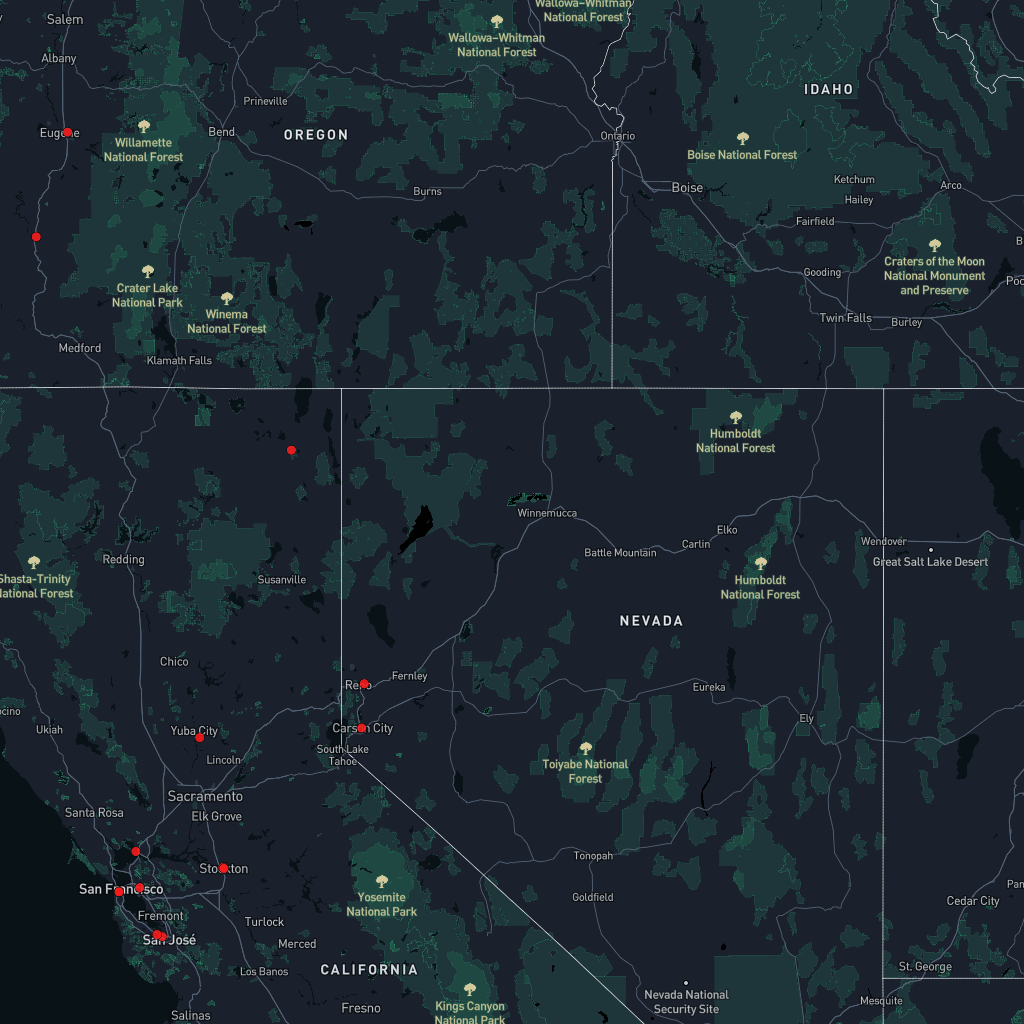 Wallowa-Whitman
National Forest
Salem
Wallowa-Whitman
National Forest
Albany
IDAHO
Prineville
Eugene
Bend
OREGON
Ontario
Willamette
National Forest
Boise National Forest
Burns
Boise
Ketchum
Hailey
Arco
Fairfield
Crater Lake
National Park
Gooding
Craters of the Moon
National Monument
and Preserve
Winema
National Forest
Twin Falls
Burley
Medford
Klamath Falls
Humboldt
National Forest
Winnemucca
Elko
Carlin
Battle Mountain
Wendover
Great Salt Lake Desert
Redding
Shasta-Trinity
National Forest
Susanville
Humboldt
National Forest
NEVADA
Chico
Reno
Fernley
Eureka
Ukiah
Yuba City
Carson City
Ely
South Lake
Tahoe
Lincoln
Toiyabe National
Forest
Sacramento
Santa Rosa
Elk Grove
Stockton
Tonopah
San Francisco
Yosemite
National Park
Goldfield
Cedar City
Fremont
Turlock
San José
Merced
CALIFORNIA
Los Banos
St. George
Nevada National
Security Site
Mesquite
Fresno
Kings Canyon
National Park
Salinas